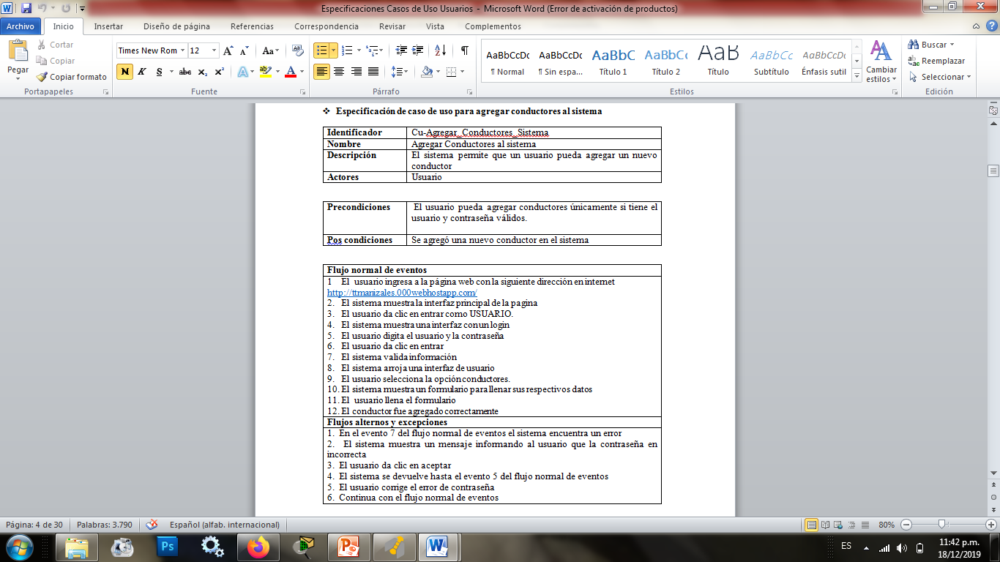 Especificaciones Casos de Uso Usuarios - Microsoft Word (Error de activación de productos)
Archivo Inicio Insertar Diseño de página Referencias Correspondencia Revisar Vista Complementos
Pegar
Cortar
Copiar
Copiar formato
Portapapeles
Times New Rom 12
N K S abc x₂ x²
Fuente
Párrafo
AaBbCcDc AaBbCcDc AaBbC AaBbCc AaB AaBbCc AaBbCcDc
¶ Normal ¶ Sin espa... Título 1 Título 2 Título Subtítulo Énfasis sutil
Cambiar
estilos
Estilos
Buscar
Reemplazar
Seleccionar
Edición
❖ Especificación de caso de uso para agregar conductores al sistema
Identificador Cu-Agregar_Conductores_Sistema
Nombre Agregar Conductores al sistema
Descripción El sistema permite que un usuario pueda agregar un nuevo
conductor
Actores Usuario
Precondiciones El usuario pueda agregar conductores únicamente si tiene el
usuario y contraseña válidos.
Pos condiciones Se agregó una nuevo conductor en el sistema
Flujo normal de eventos
1 El usuario ingresa a la página web con la siguiente dirección en internet
http://ttmanizales.000webhostapp.com/
2. El sistema muestra la interfaz principal de la pagina
3. El usuario da clic en entrar como USUARIO.
4. El sistema muestra una interfaz con un login
5. El usuario digita el usuario y la contraseña
6. El usuario da clic en entrar
7. El sistema valida información
8. El sistema arroja una interfaz de usuario
9. El usuario selecciona la opción conductores.
10. El sistema muestra un formulario para llenar sus respectivos datos
11. El usuario llena el formulario
12. El conductor fue agregado correctamente
Flujos alternos y excepciones
1. En el evento 7 del flujo normal de eventos el sistema encuentra un error
2. El sistema muestra un mensaje informando al usuario que la contraseña en
incorrecta
3. El usuario da clic en aceptar
4. El sistema se devuelve hasta el evento 5 del flujo normal de eventos
5. El usuario corrige el error de contraseña
6. Continua con el flujo normal de eventos
Página: 4 de 30 Palabras: 3.790 Español (alfab. internacional) 80%
ES 11:42 p.m.
18/12/2019